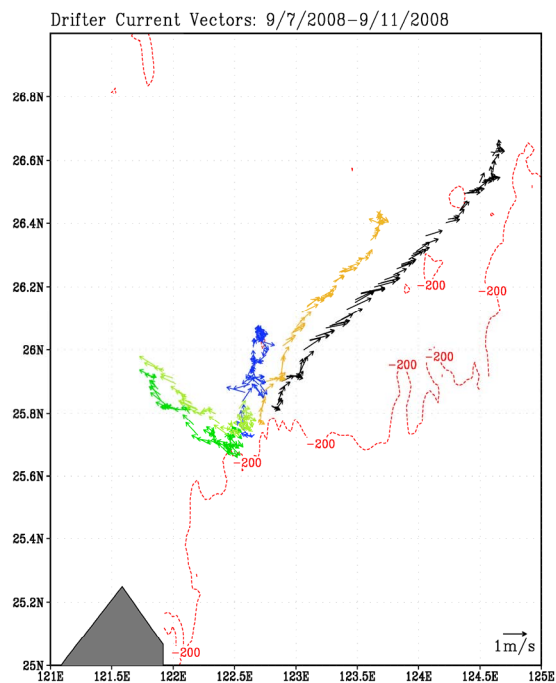 Drifter Current Vectors: 9/7/2008-9/11/2008
26.8N
26.6N
26.4N
26.2N
-200
-200
26N
-200
-200
25.8N
-200
-200
25.6N
25.4N
25.2N
-200
1m/s
25N
121E 121.5E 122E 122.5E 123E 123.5E 124E 124.5E 125E